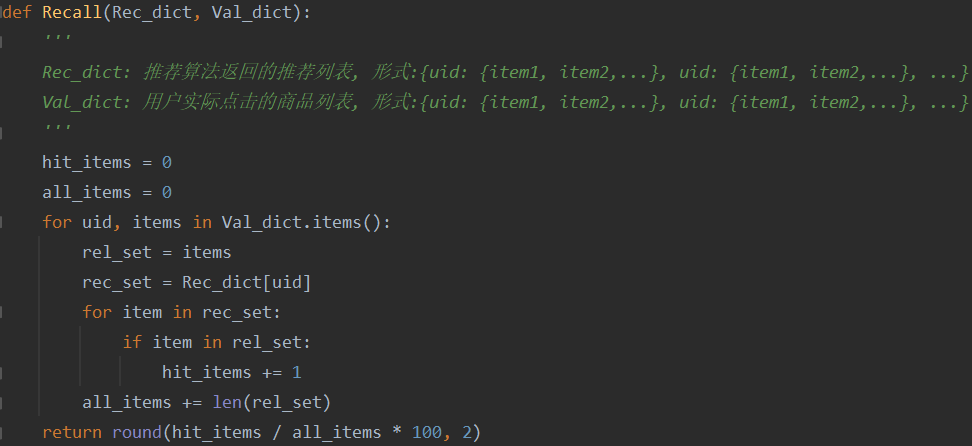 def Recall(Rec_dict, Val_dict):
'''
Rec_dict: 推荐算法返回的推荐列表, 形式:{uid: {item1, item2,...}, uid: {item1, item2,...}, ...}
Val_dict: 用户实际点击的商品列表, 形式:{uid: {item1, item2,...}, uid: {item1, item2,...}, ...}
'''
hit_items = 0
all_items = 0
for uid, items in Val_dict.items():
rel_set = items
rec_set = Rec_dict[uid]
for item in rec_set:
if item in rel_set:
hit_items += 1
all_items += len(rel_set)
return round(hit_items / all_items * 100, 2)